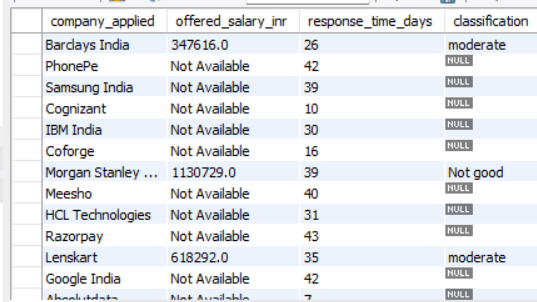 company_applied offered_salary_inr response_time_days classification
Barclays India 347616.0 26 moderate
PhonePe Not Available 42 NULL
Samsung India Not Available 39 NULL
Cognizant Not Available 10 NULL
IBM India Not Available 30 NULL
Coforge Not Available 16 NULL
Morgan Stanley ... 1130729.0 39 Not good
Meesho Not Available 40 NULL
HCL Technologies Not Available 31 NULL
Razorpay Not Available 43 NULL
Lenskart 618292.0 35 moderate
Google India Not Available 42 NULL
Absolutdata Not Available 7 NULL